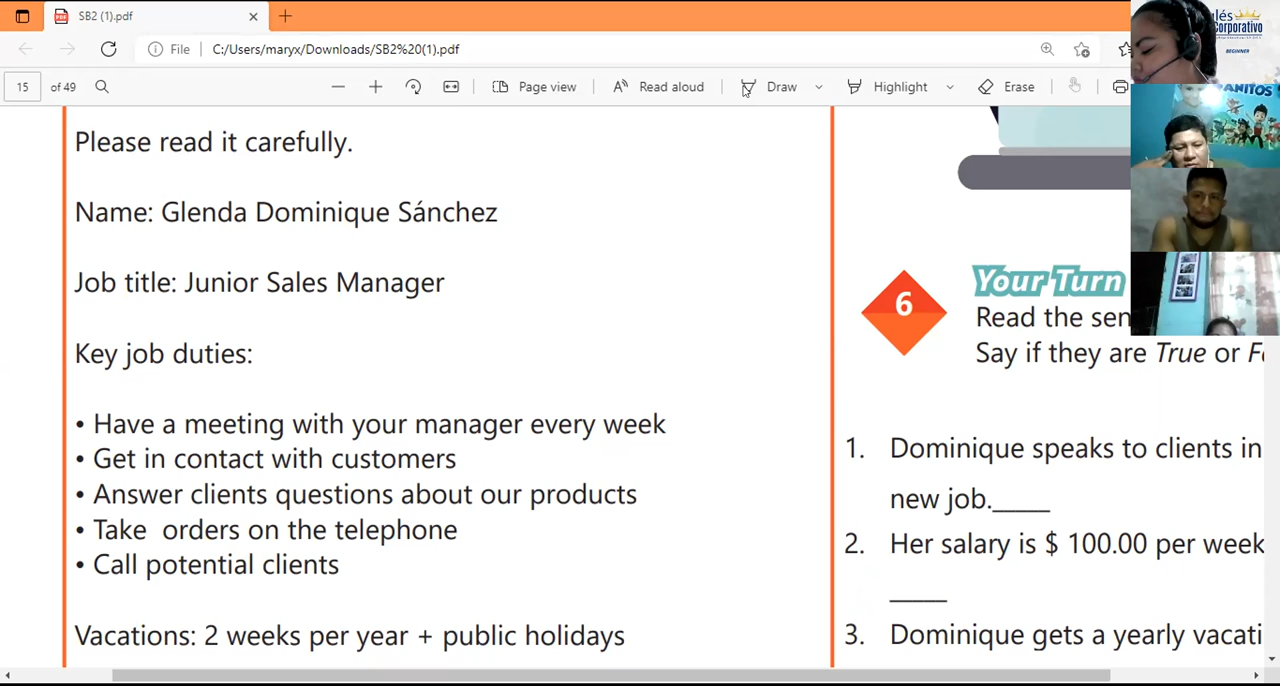 SB2 (1).pdf
File C:/Users/maryx/Downloads/SB2%20(1).pdf
15 of 49 Page view Read aloud Draw Highlight Erase
Please read it carefully.
Name: Glenda Dominique Sánchez
Job title: Junior Sales Manager
Key job duties:
• Have a meeting with your manager every week
• Get in contact with customers
• Answer clients questions about our products
• Take orders on the telephone
• Call potential clients
Vacations: 2 weeks per year + public holidays
6 Your Turn
Read the sen
Say if they are True or F
1. Dominique speaks to clients in
new job._____
2. Her salary is $ 100.00 per week
_____
3. Dominique gets a yearly vacati
lés
Corporativo
BEGINNER